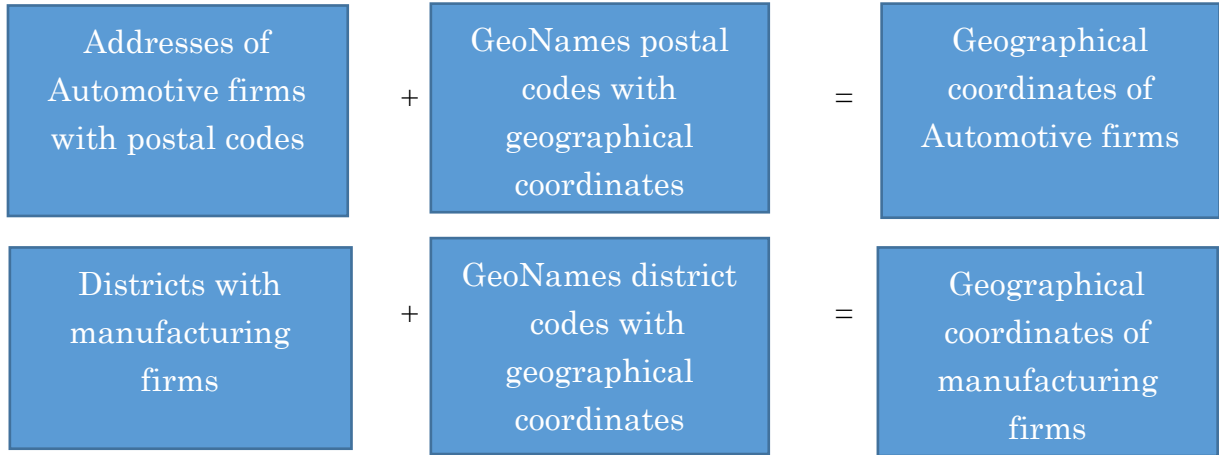 Addresses of
Automotive firms
with postal codes
+
GeoNames postal
codes with
geographical
coordinates
=
Geographical
coordinates of
Automotive firms
Districts with
manufacturing
firms
+
GeoNames district
codes with
geographical
coordinates
=
Geographical
coordinates of
manufacturing
firms